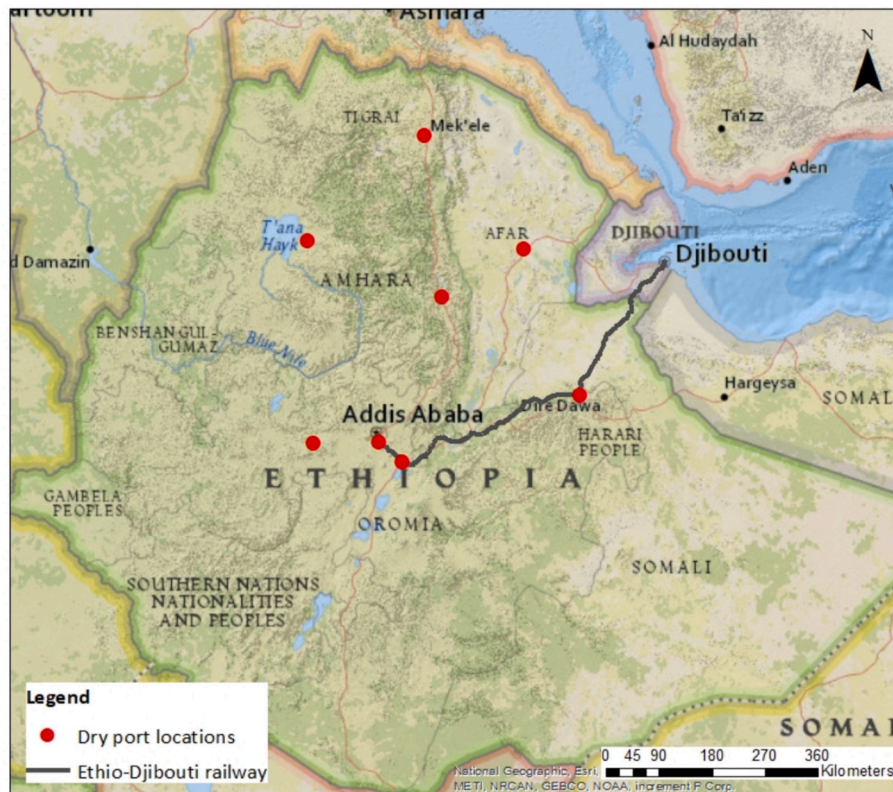 artoom
Asmara
Al Hudaydah
N
TIGRAI
Mek'ele
Ta'izz
Aden
T'ana
Hayk
AFAR
DJIBOUTI
Djibouti
d Damazin
AMHARA
BENSHANGUL-
GUMAZ
Blue Nile
Hargeysa
SOMAL
Addis Ababa
Dire Dawa
HARARI
PEOPLE
ETHIOPIA
GAMBELA
PEOPLES
OROMIA
SOMALI
SOUTHERN NATIONS
NATIONALITIES
AND PEOPLES
Legend
Dry port locations
Ethio-Djibouti railway
SOMAL
0 45 90 180 270 360
Kilometers
National Geographic, Esri,
METI, NRCAN, GEBCO, NOAA, increment P Corp.